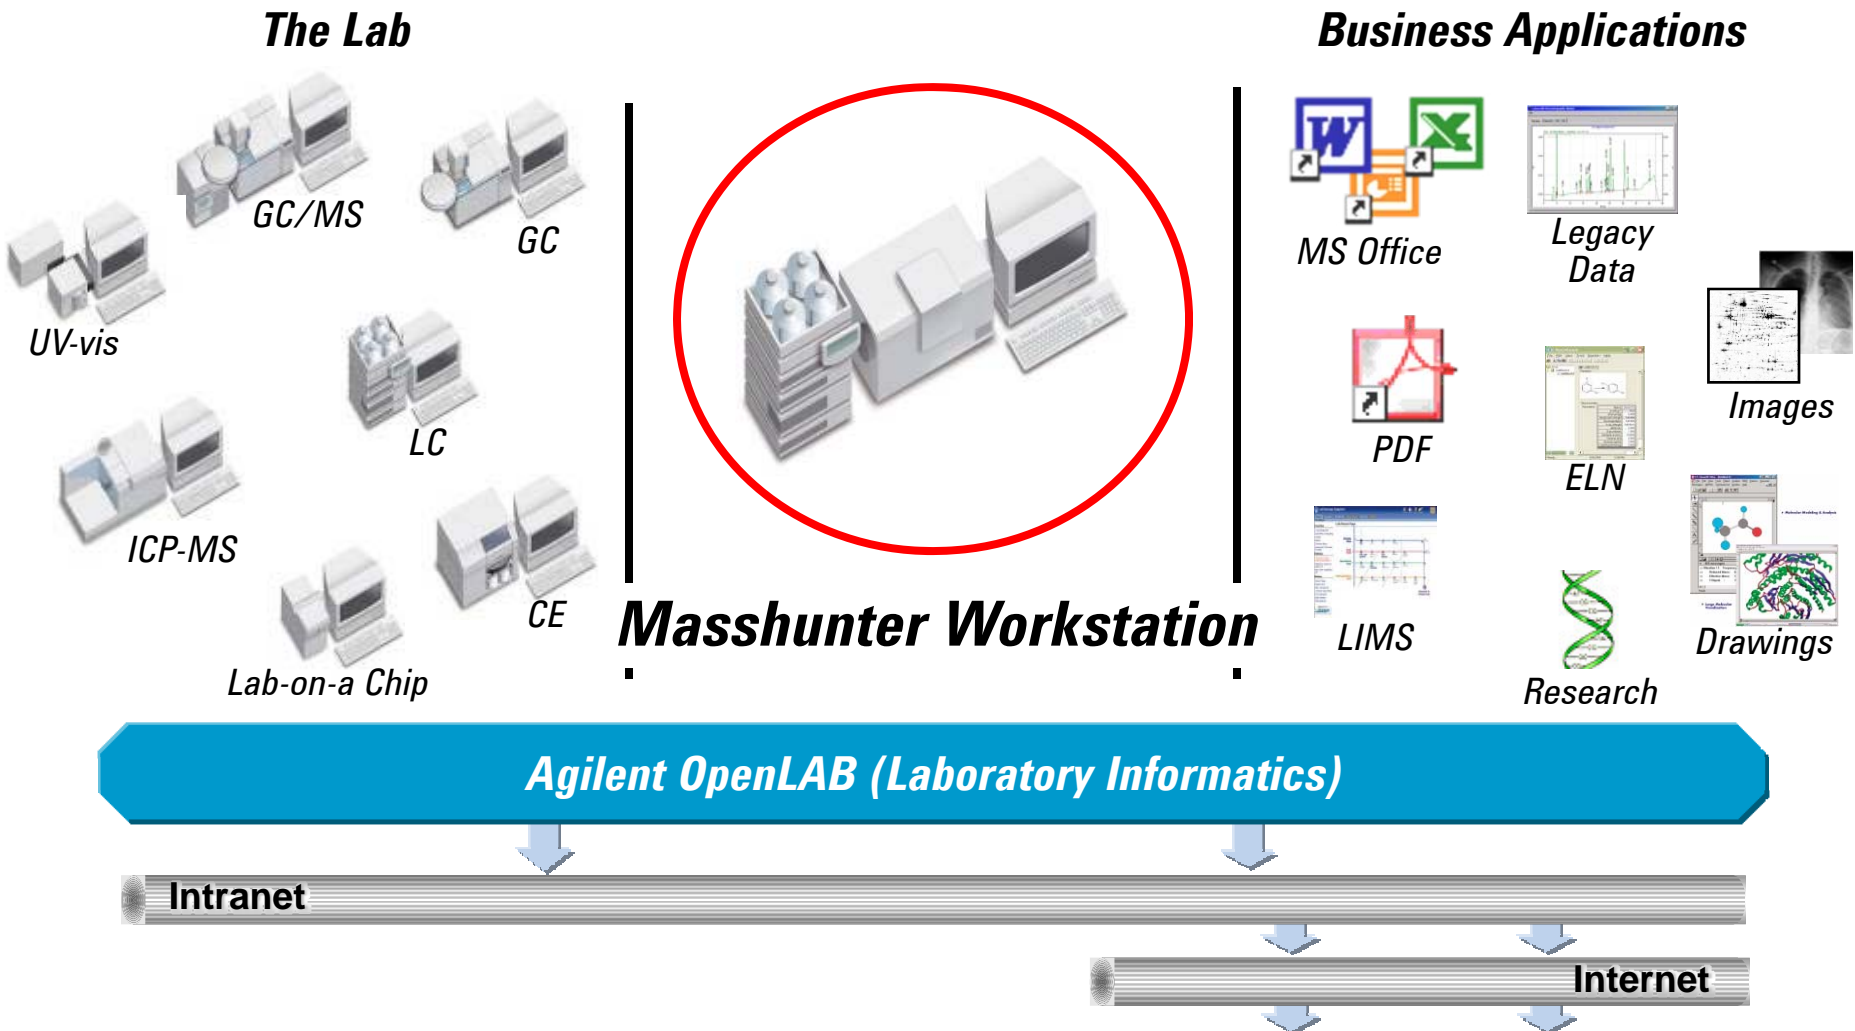 The Lab
Business Applications
GC/MS
GC
UV-vis
LC
ICP-MS
CE
Lab-on-a Chip
Masshunter Workstation
MS Office
Legacy
Data
Images
PDF
ELN
LIMS
Drawings
Research
Agilent OpenLAB (Laboratory Informatics)
Intranet
Internet